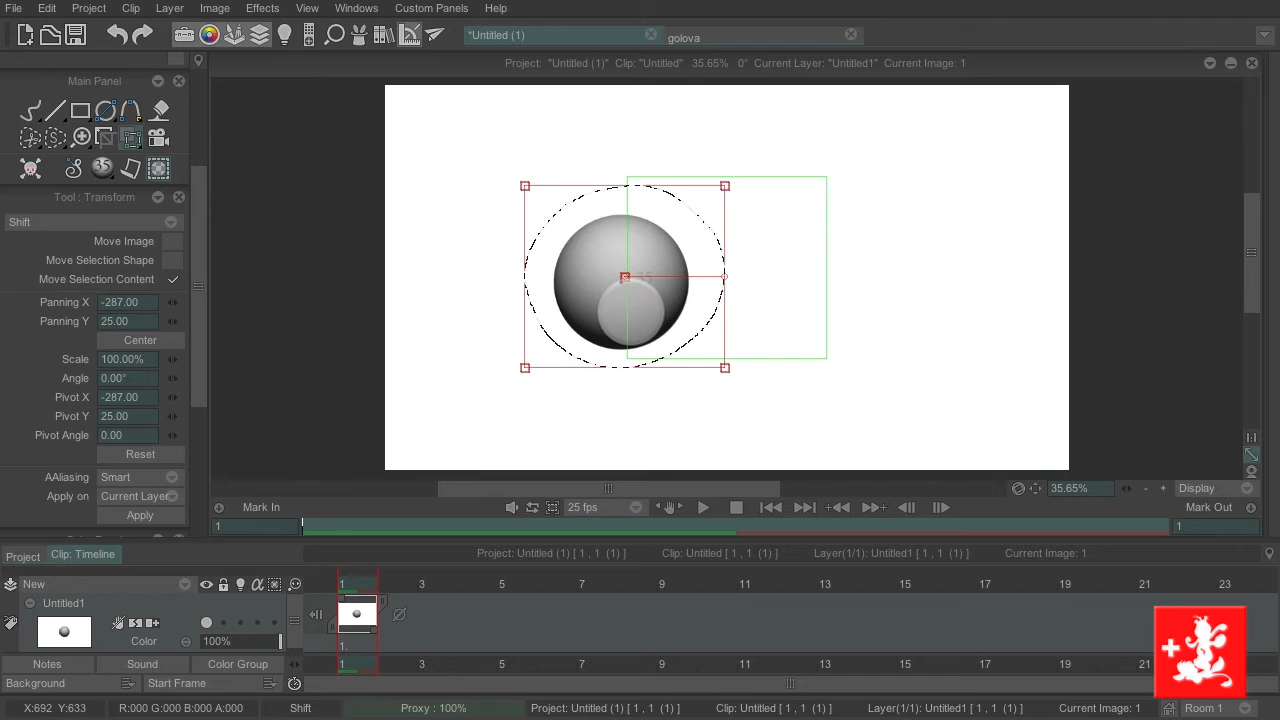 File Edit Project Clip Layer Image Effects View Windows Custom Panels Help
*Untitled (1) golova
Project: "Untitled (1)" Clip: "Untitled" 35.65% 0° Current Layer: "Untitled1" Current Image: 1
Main Panel
35
Tool : Transform
Shift
Move Image
Move Selection Shape
Move Selection Content
Panning X -287.00
Panning Y 25.00
Center
Scale 100.00%
Angle 0.00°
Pivot X -287.00
Pivot Y 25.00
Pivot Angle 0.00
Reset
AAliasing Smart
Apply on Current Layer
Apply
35
1:1
35.65% - + Display
Mark In 25 fps Mark Out
1 1
Project Clip: Timeline Project: Untitled (1) [ 1 , 1 (1) ] Clip: Untitled [ 1 , 1 (1) ] Layer(1/1): Untitled1 [ 1 , 1 (1) ] Current Image: 1
New 1 3 5 7 9 11 13 15 17 19 21 23
Untitled1
Color 100% 1.
Notes Sound Color Group 1 3 5 7 9 11 13 15 17 19 21
Background Start Frame
X:692 Y:633 R:000 G:000 B:000 A:000 Shift Proxy : 100% Project: Untitled (1) [ 1 , 1 (1) ] Clip: Untitled [ 1 , 1 (1) ] Layer(1/1): Untitled1 [ 1 , 1 (1) ] Current Image: 1 Room 1